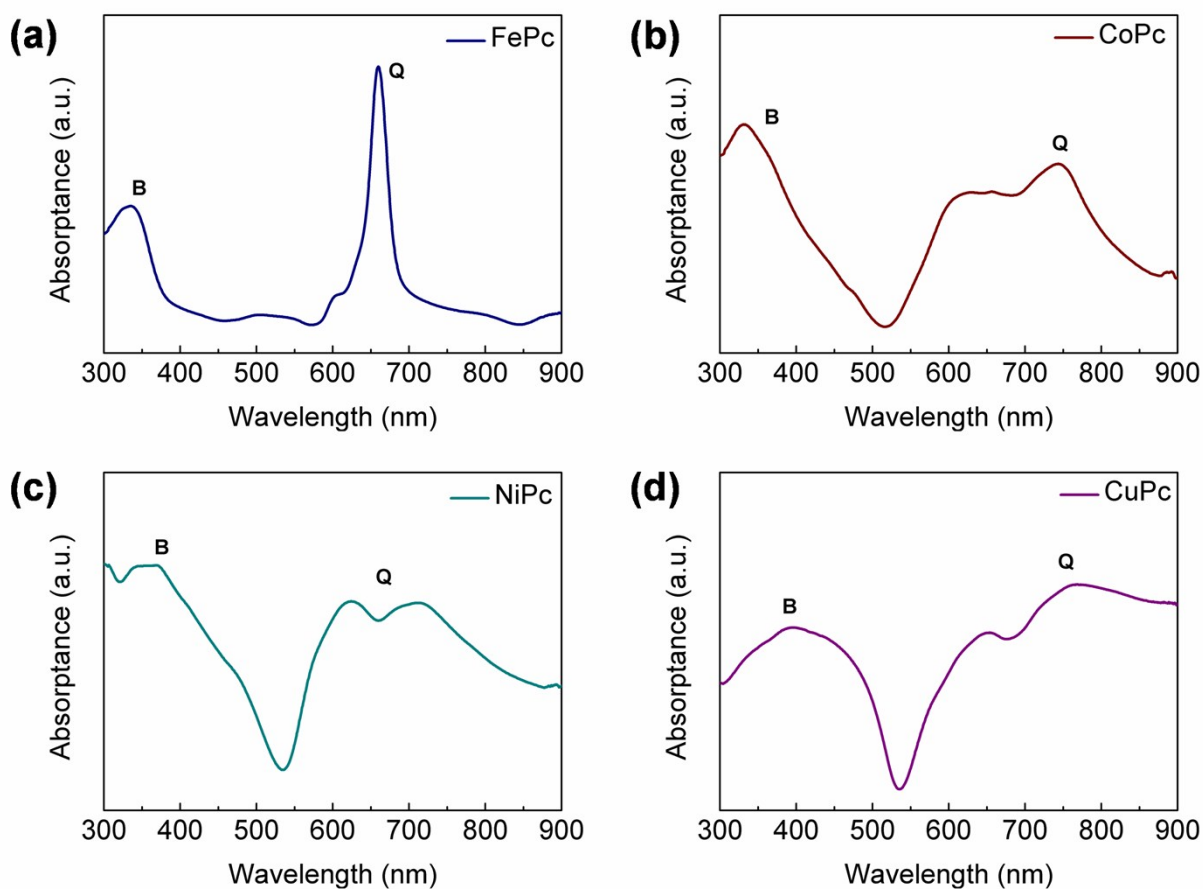 (a)
FePc
Q
B
Absorptance (a.u.)
300 400 500 600 700 800 900
Wavelength (nm)
(b)
CoPc
B
Q
Absorptance (a.u.)
300 400 500 600 700 800 900
Wavelength (nm)
(c)
NiPc
B
Q
Absorptance (a.u.)
300 400 500 600 700 800 900
Wavelength (nm)
(d)
CuPc
Q
B
Absorptance (a.u.)
300 400 500 600 700 800 900
Wavelength (nm)